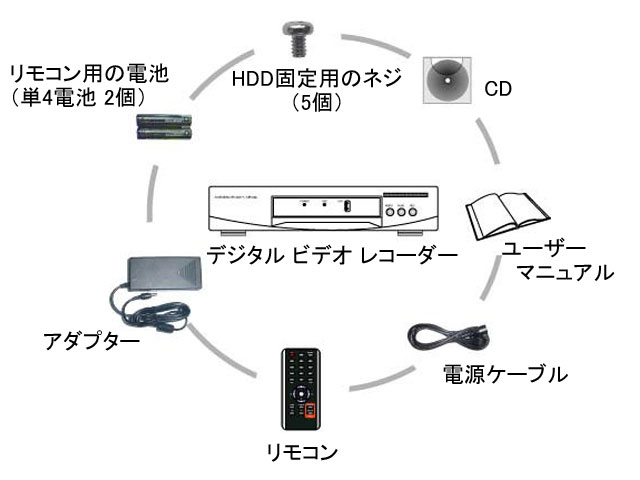 HDD固定用のネジ
（5個）
リモコン用の電池
（単4電池 2個）
CD
デジタル ビデオ レコーダー
ユーザー
マニュアル
アダプター
電源ケーブル
リモコン